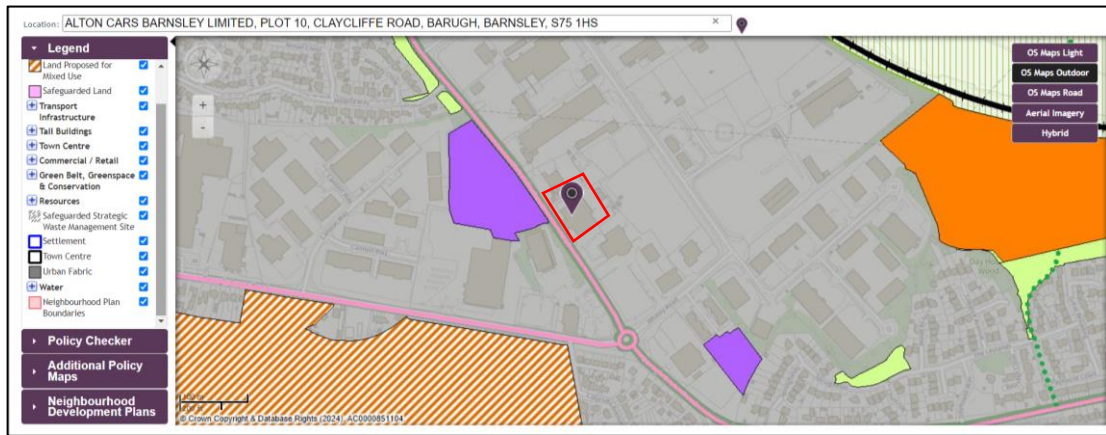 Location: ALTON CARS BARNSLEY LIMITED, PLOT 10, CLAYCLIFFE ROAD, BARUGH, BARNSLEY, S75 1HS ×
Legend
Land Proposed for
Mixed Use
Safeguarded Land
Transport
Infrastructure
Tall Buildings
Town Centre
Commercial / Retail
Green Belt, Greenspace
& Conservation
Resources
Safeguarded Strategic
Waste Management Site
Settlement
Town Centre
Urban Fabric
Water
Neighbourhood Plan
Boundaries
Policy Checker
Additional Policy
Maps
Neighbourhood
Development Plans
+
-
OS Maps Light
OS Maps Outdoor
OS Maps Road
Aerial Imagery
Hybrid
© Crown Copyright & Database Rights (2024). AC0000851104